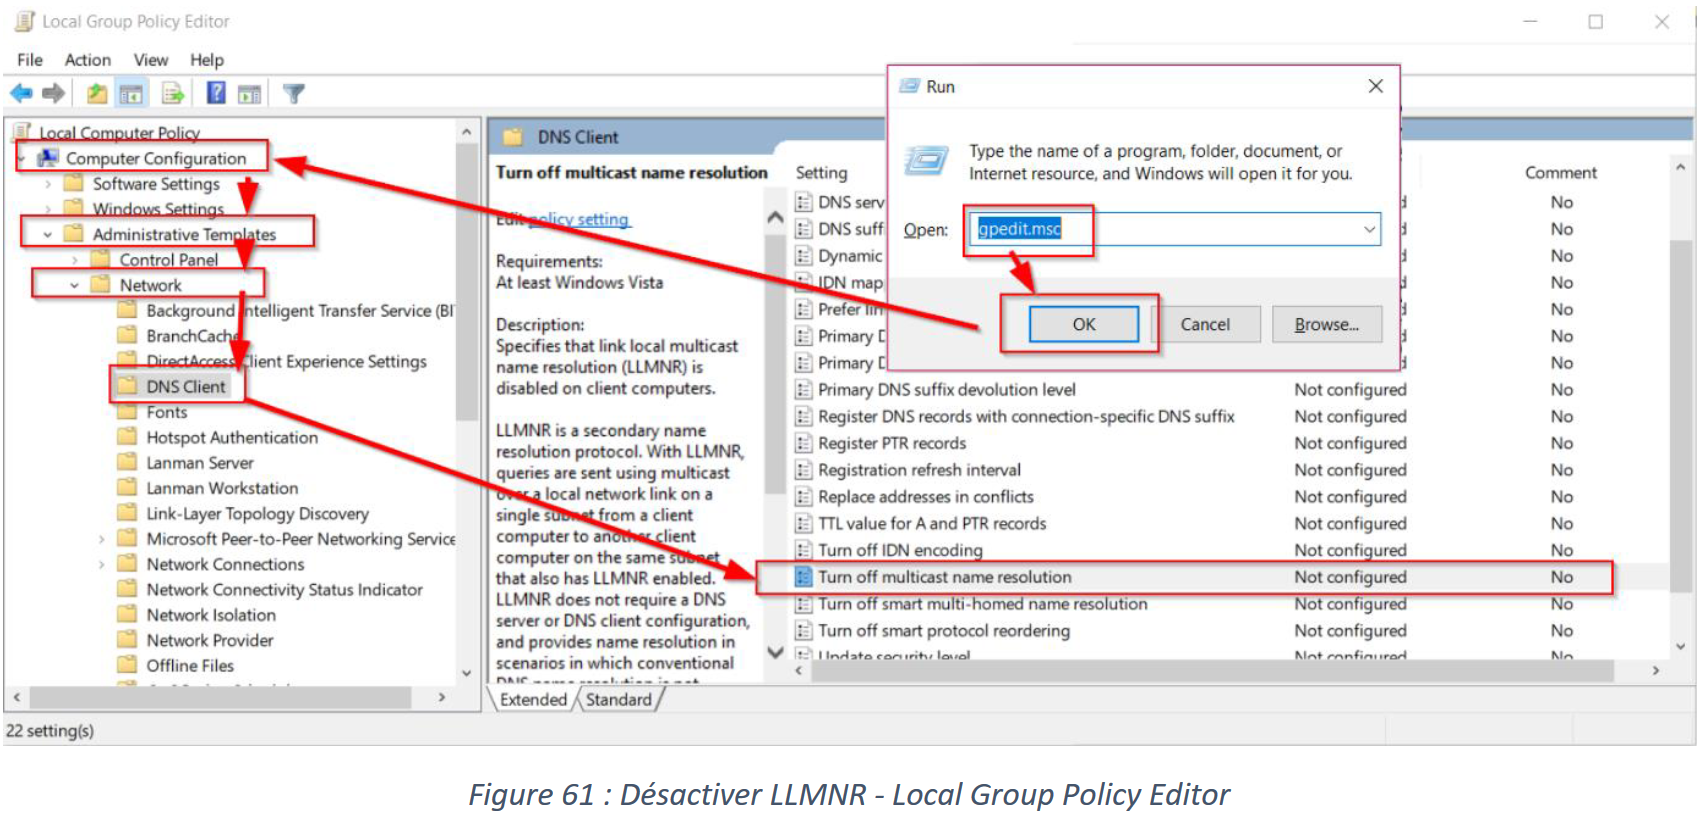 Local Group Policy Editor
File Action View Help
Local Computer Policy
Computer Configuration
Software Settings
Windows Settings
Administrative Templates
Control Panel
Network
Background Intelligent Transfer Service (BI
BranchCache
DirectAccess Client Experience Settings
DNS Client
Fonts
Hotspot Authentication
Lanman Server
Lanman Workstation
Link-Layer Topology Discovery
Microsoft Peer-to-Peer Networking Service
Network Connections
Network Connectivity Status Indicator
Network Isolation
Network Provider
Offline Files
DNS Client
Turn off multicast name resolution
Edit policy setting
Requirements:
At least Windows Vista
Description:
Specifies that link local multicast
name resolution (LLMNR) is
disabled on client computers.
LLMNR is a secondary name
resolution protocol. With LLMNR,
queries are sent using multicast
over a local network link on a
single subnet from a client
computer to another client
computer on the same subnet
that also has LLMNR enabled.
LLMNR does not require a DNS
server or DNS client configuration,
and provides name resolution in
scenarios in which conventional
DNS name resolution is not
Setting Comment
DNS serv No
DNS suff No
Dynamic No
IDN map No
Prefer lin No
Primary D No
Primary D No
Primary DNS suffix devolution level Not configured No
Register DNS records with connection-specific DNS suffix Not configured No
Register PTR records Not configured No
Registration refresh interval Not configured No
Replace addresses in conflicts Not configured No
TTL value for A and PTR records Not configured No
Turn off IDN encoding Not configured No
Turn off multicast name resolution Not configured No
Turn off smart multi-homed name resolution Not configured No
Turn off smart protocol reordering Not configured No
Update security level Not configured No
Extended Standard
22 setting(s)
Run
Type the name of a program, folder, document, or
Internet resource, and Windows will open it for you.
Open: gpedit.msc
OK Cancel Browse...
Figure 61 : Désactiver LLMNR - Local Group Policy Editor